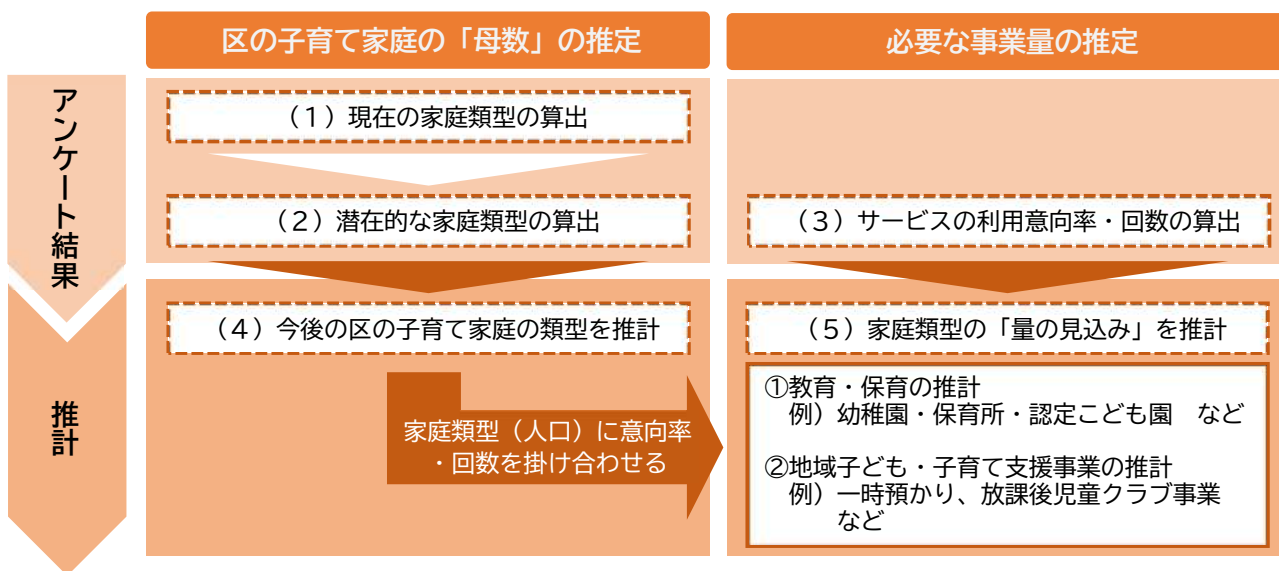 区の子育て家庭の「母数」の推定
必要な事業量の推定
アンケート結果
（１）現在の家庭類型の算出
（２）潜在的な家庭類型の算出
（３）サービスの利用意向率・回数の算出
推計
（４）今後の区の子育て家庭の類型を推計
（５）家庭類型の「量の見込み」を推計
家庭類型（人口）に意向率
・回数を掛け合わせる
①教育・保育の推計
例）幼稚園・保育所・認定こども園　など
②地域子ども・子育て支援事業の推計
例）一時預かり、放課後児童クラブ事業
など